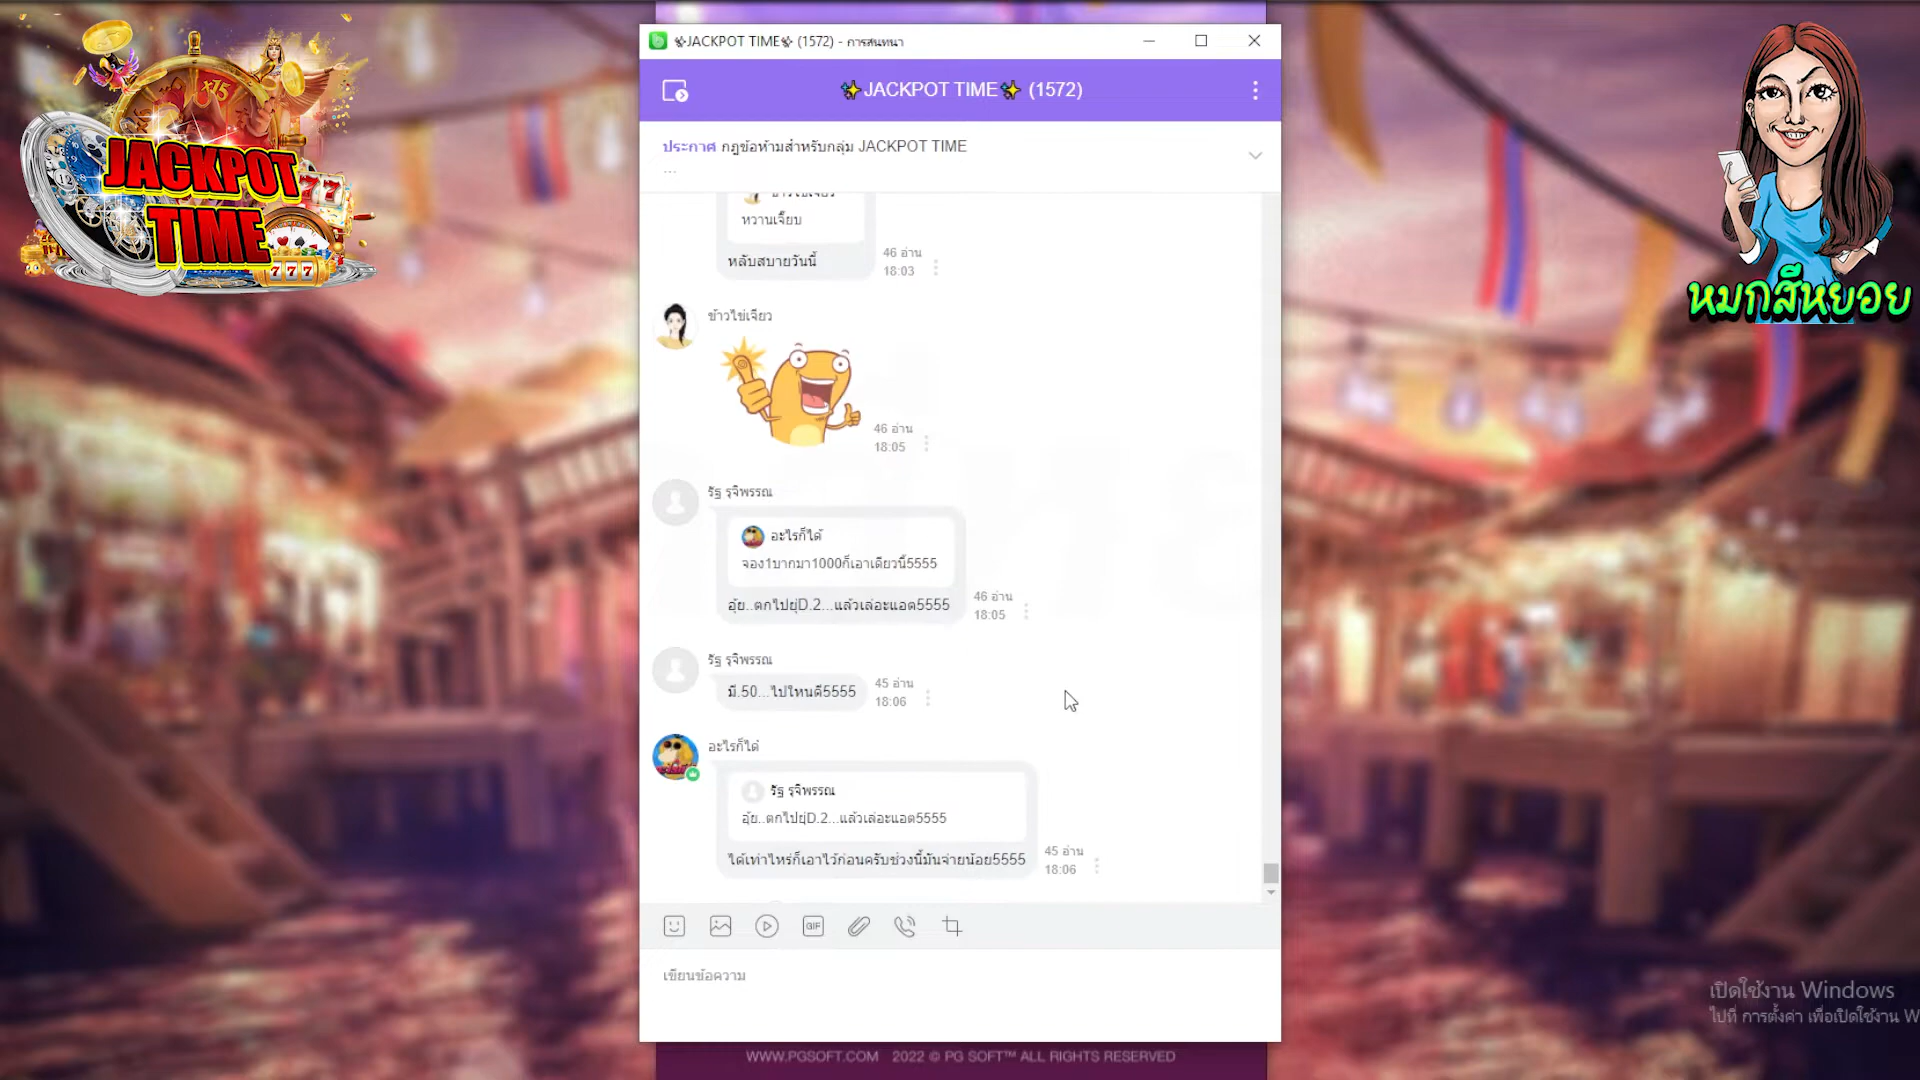 ✨JACKPOT TIME✨ (1572) - การสนทนา
✨JACKPOT TIME✨ (1572)
ประกาศ กฎข้อห้ามสำหรับกลุ่ม JACKPOT TIME
...
หวานเจี๊ยบ
หลับสบายวันนี้
46 อ่าน
18:03
ข้าวไข่เจียว
46 อ่าน
18:05
รัฐ รุจิพรรณ
อะไรก็ได้
จอง1บากมา1000ก็เอาเดียวนี้5555
อุ้ย..ตกไปยุ่D.2...แล้วเล่อะแอด5555
46 อ่าน
18:05
รัฐ รุจิพรรณ
มี.50...ไปไหนดี5555
45 อ่าน
18:06
อะไรก็ได้
รัฐ รุจิพรรณ
อุ้ย..ตกไปยุ่D.2...แล้วเล่อะแอด5555
ได้เท่าไหร่ก็เอาไว้ก่อนครับช่วงนี้มันจ่ายน้อย5555
45 อ่าน
18:06
GIF
เขียนข้อความ
WWW.PGSOFT.COM 2022 © PG SOFT™ ALL RIGHTS RESERVED
x15
JACKPOT
TIME
77
777
หมกสีหยอย
เปิดใช้งาน Windows
ไปที่ การตั้งค่า เพื่อเปิดใช้งาน W